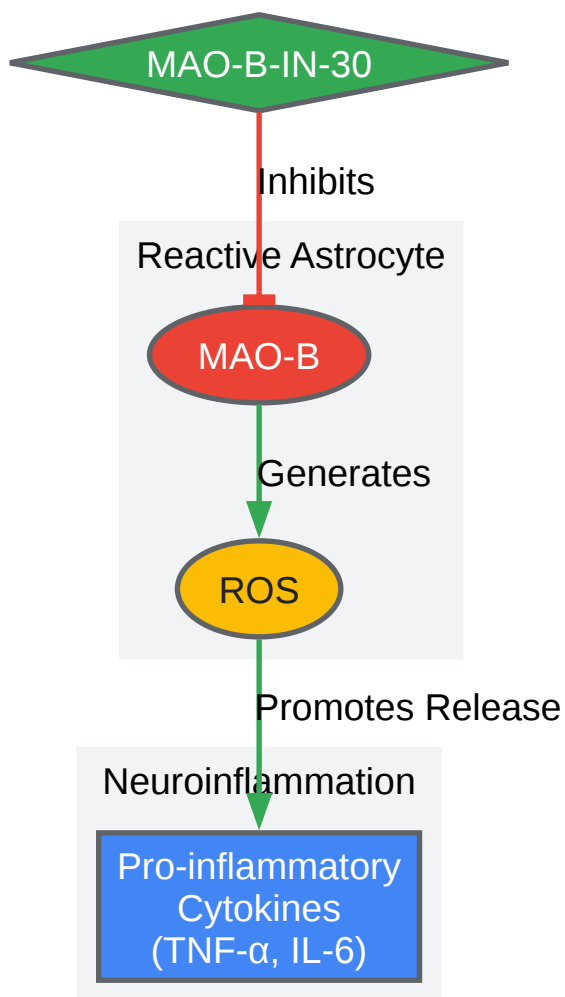 MAO-B-IN-30
Inhibits
Reactive Astrocyte
MAO-B
Generates
ROS
Promotes Release
Neuroinflammation
Pro-inflammatory
Cytokines
(TNF-α, IL-6)